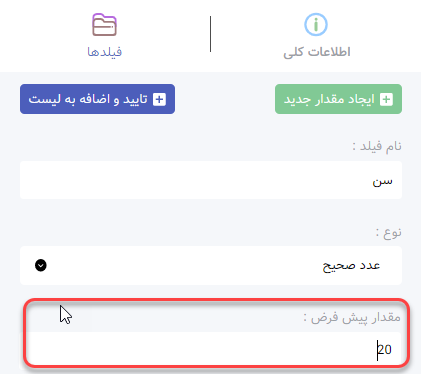 اطلاعات کلی
فیلدها
ایجاد مقدار جدید
تایید و اضافه به لیست
نام فیلد :
سن
نوع :
عدد صحیح
مقدار پیش فرض :
20